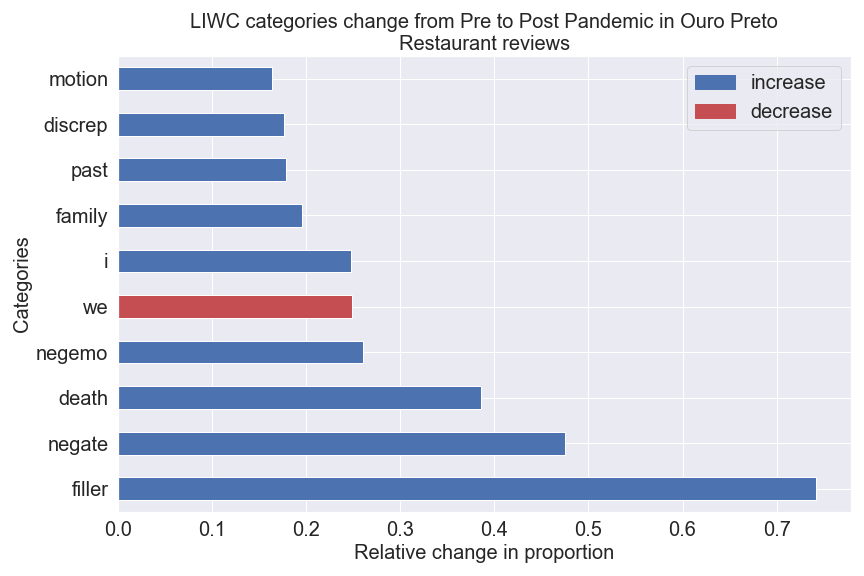 LIWC categories change from Pre to Post Pandemic in Ouro Preto
Restaurant reviews
increase
decrease
Categories
motion
discrep
past
family
i
we
negemo
death
negate
filler
0.0 0.1 0.2 0.3 0.4 0.5 0.6 0.7
Relative change in proportion